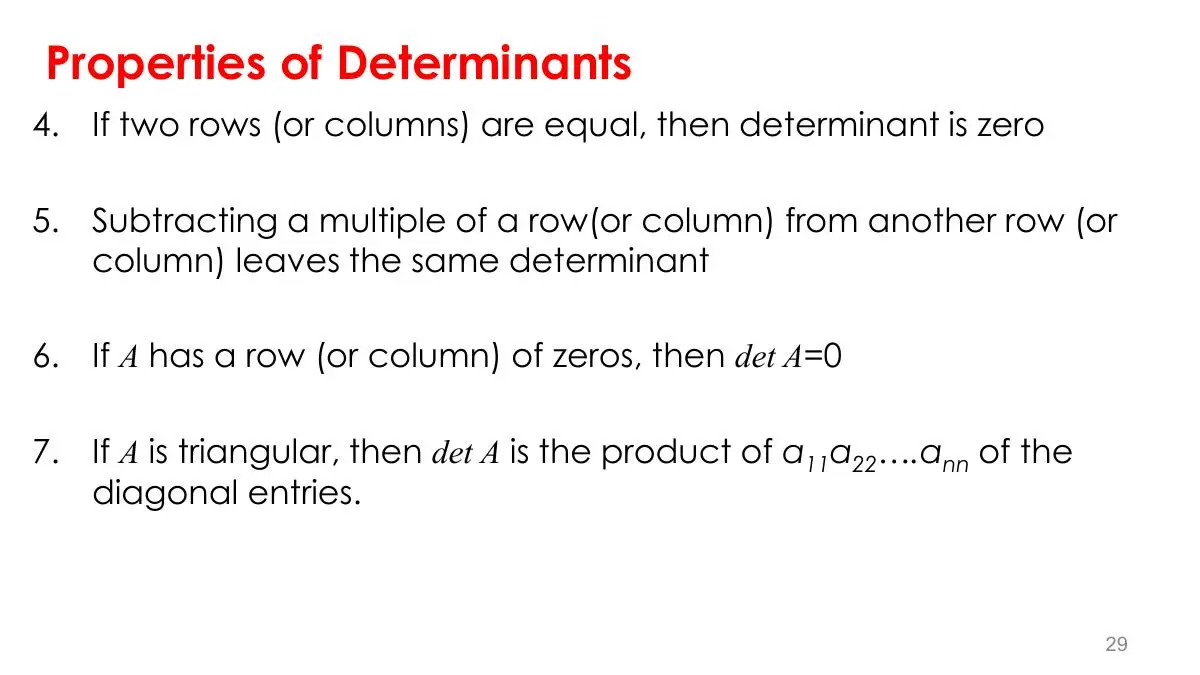 Properties of Determinants
4. If two rows (or columns) are equal, then determinant is zero
5. Subtracting a multiple of a row(or column) from another row (or
column) leaves the same determinant
6. If A has a row (or column) of zeros, then det A=0
7. If A is triangular, then det A is the product of a₁₁a₂₂….aₙₙ of the
diagonal entries.
29